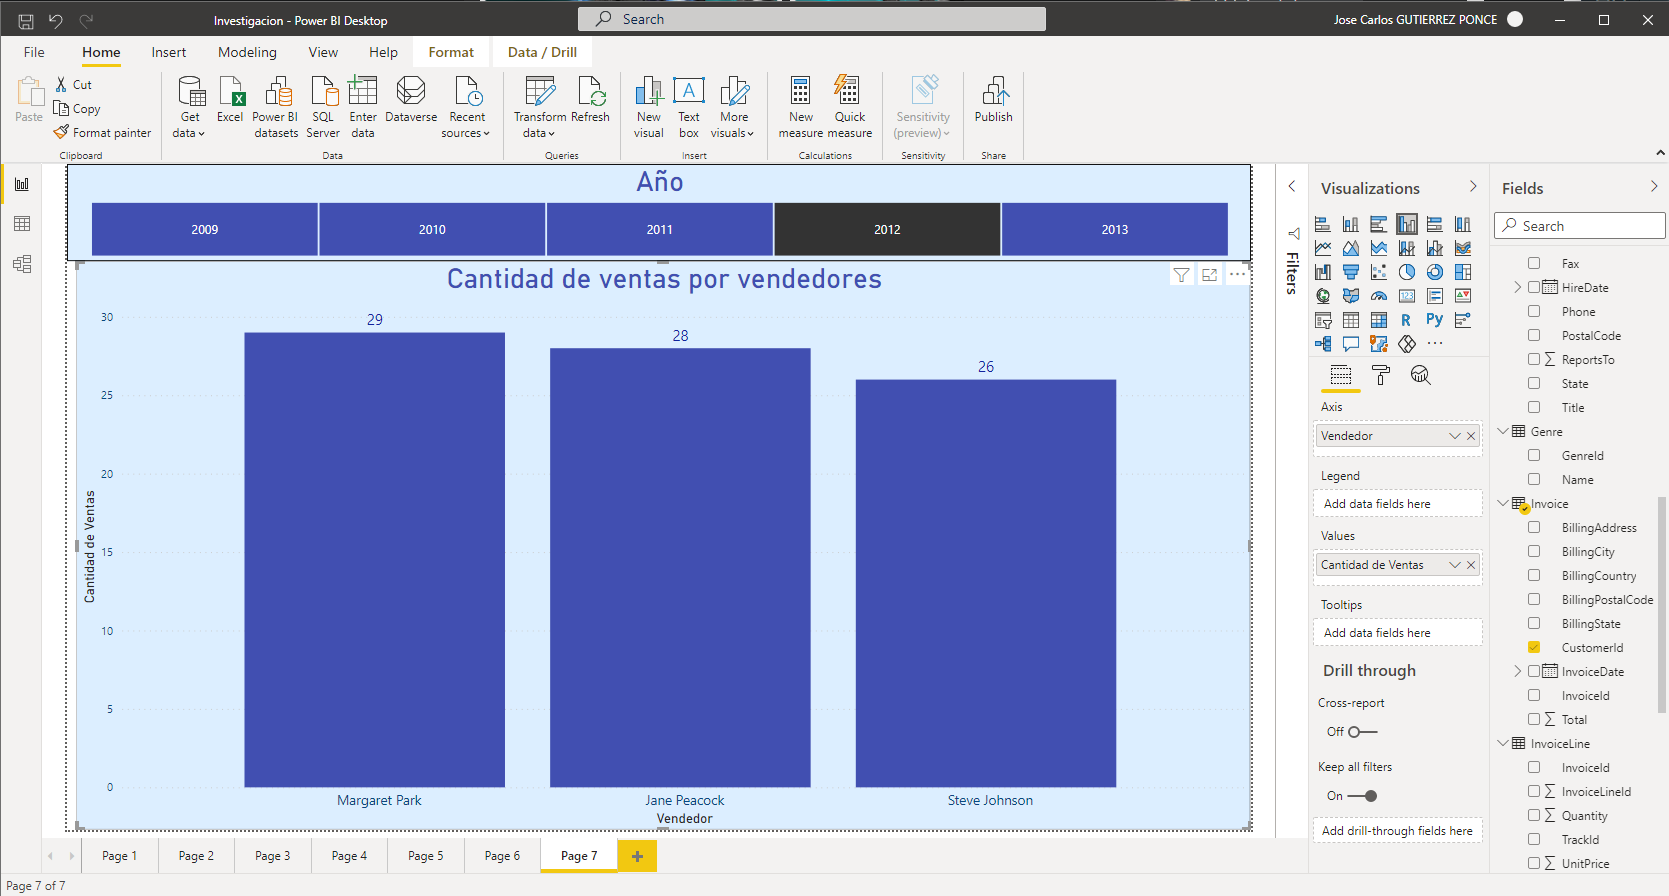 Investigacion - Power BI Desktop
Search
Jose Carlos GUTIERREZ PONCE
File
Home
Insert
Modeling
View
Help
Format
Data / Drill
Paste
Cut
Copy
Format painter
Clipboard
Get data
Excel
Power BI datasets
SQL Server
Enter data
Dataverse
Recent sources
Data
Transform data
Refresh
Queries
New visual
Text box
More visuals
Insert
New measure
Quick measure
Calculations
Sensitivity (preview)
Sensitivity
Publish
Share
Año
2009
2010
2011
2012
2013
Cantidad de ventas por vendedores
30
25
20
15
10
5
0
Cantidad de Ventas
29
28
26
Margaret Park
Jane Peacock
Steve Johnson
Vendedor
Filters
Visualizations
123
R
Py
Axis
Vendedor
Legend
Add data fields here
Values
Cantidad de Ventas
Tooltips
Add data fields here
Drill through
Cross-report
Off
Keep all filters
On
Add drill-through fields here
Fields
Search
Fax
HireDate
Phone
PostalCode
ReportsTo
State
Title
Genre
GenreId
Name
Invoice
BillingAddress
BillingCity
BillingCountry
BillingPostalCode
BillingState
CustomerId
InvoiceDate
InvoiceId
Total
InvoiceLine
InvoiceId
InvoiceLineId
Quantity
TrackId
UnitPrice
Page 1
Page 2
Page 3
Page 4
Page 5
Page 6
Page 7
Page 7 of 7